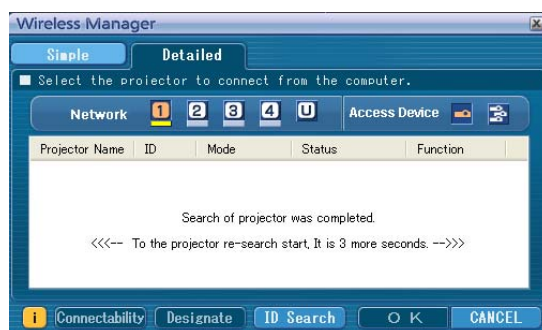 Wireless Manager
Simple Detailed
Select the projector to connect from the computer.
Network 1 2 3 4 U Access Device
Projector Name ID Mode Status Function
Search of projector was completed.
<<<-- To the projector re-search start, It is 3 more seconds. -->>>
i Connectability Designate ID Search O K CANCEL